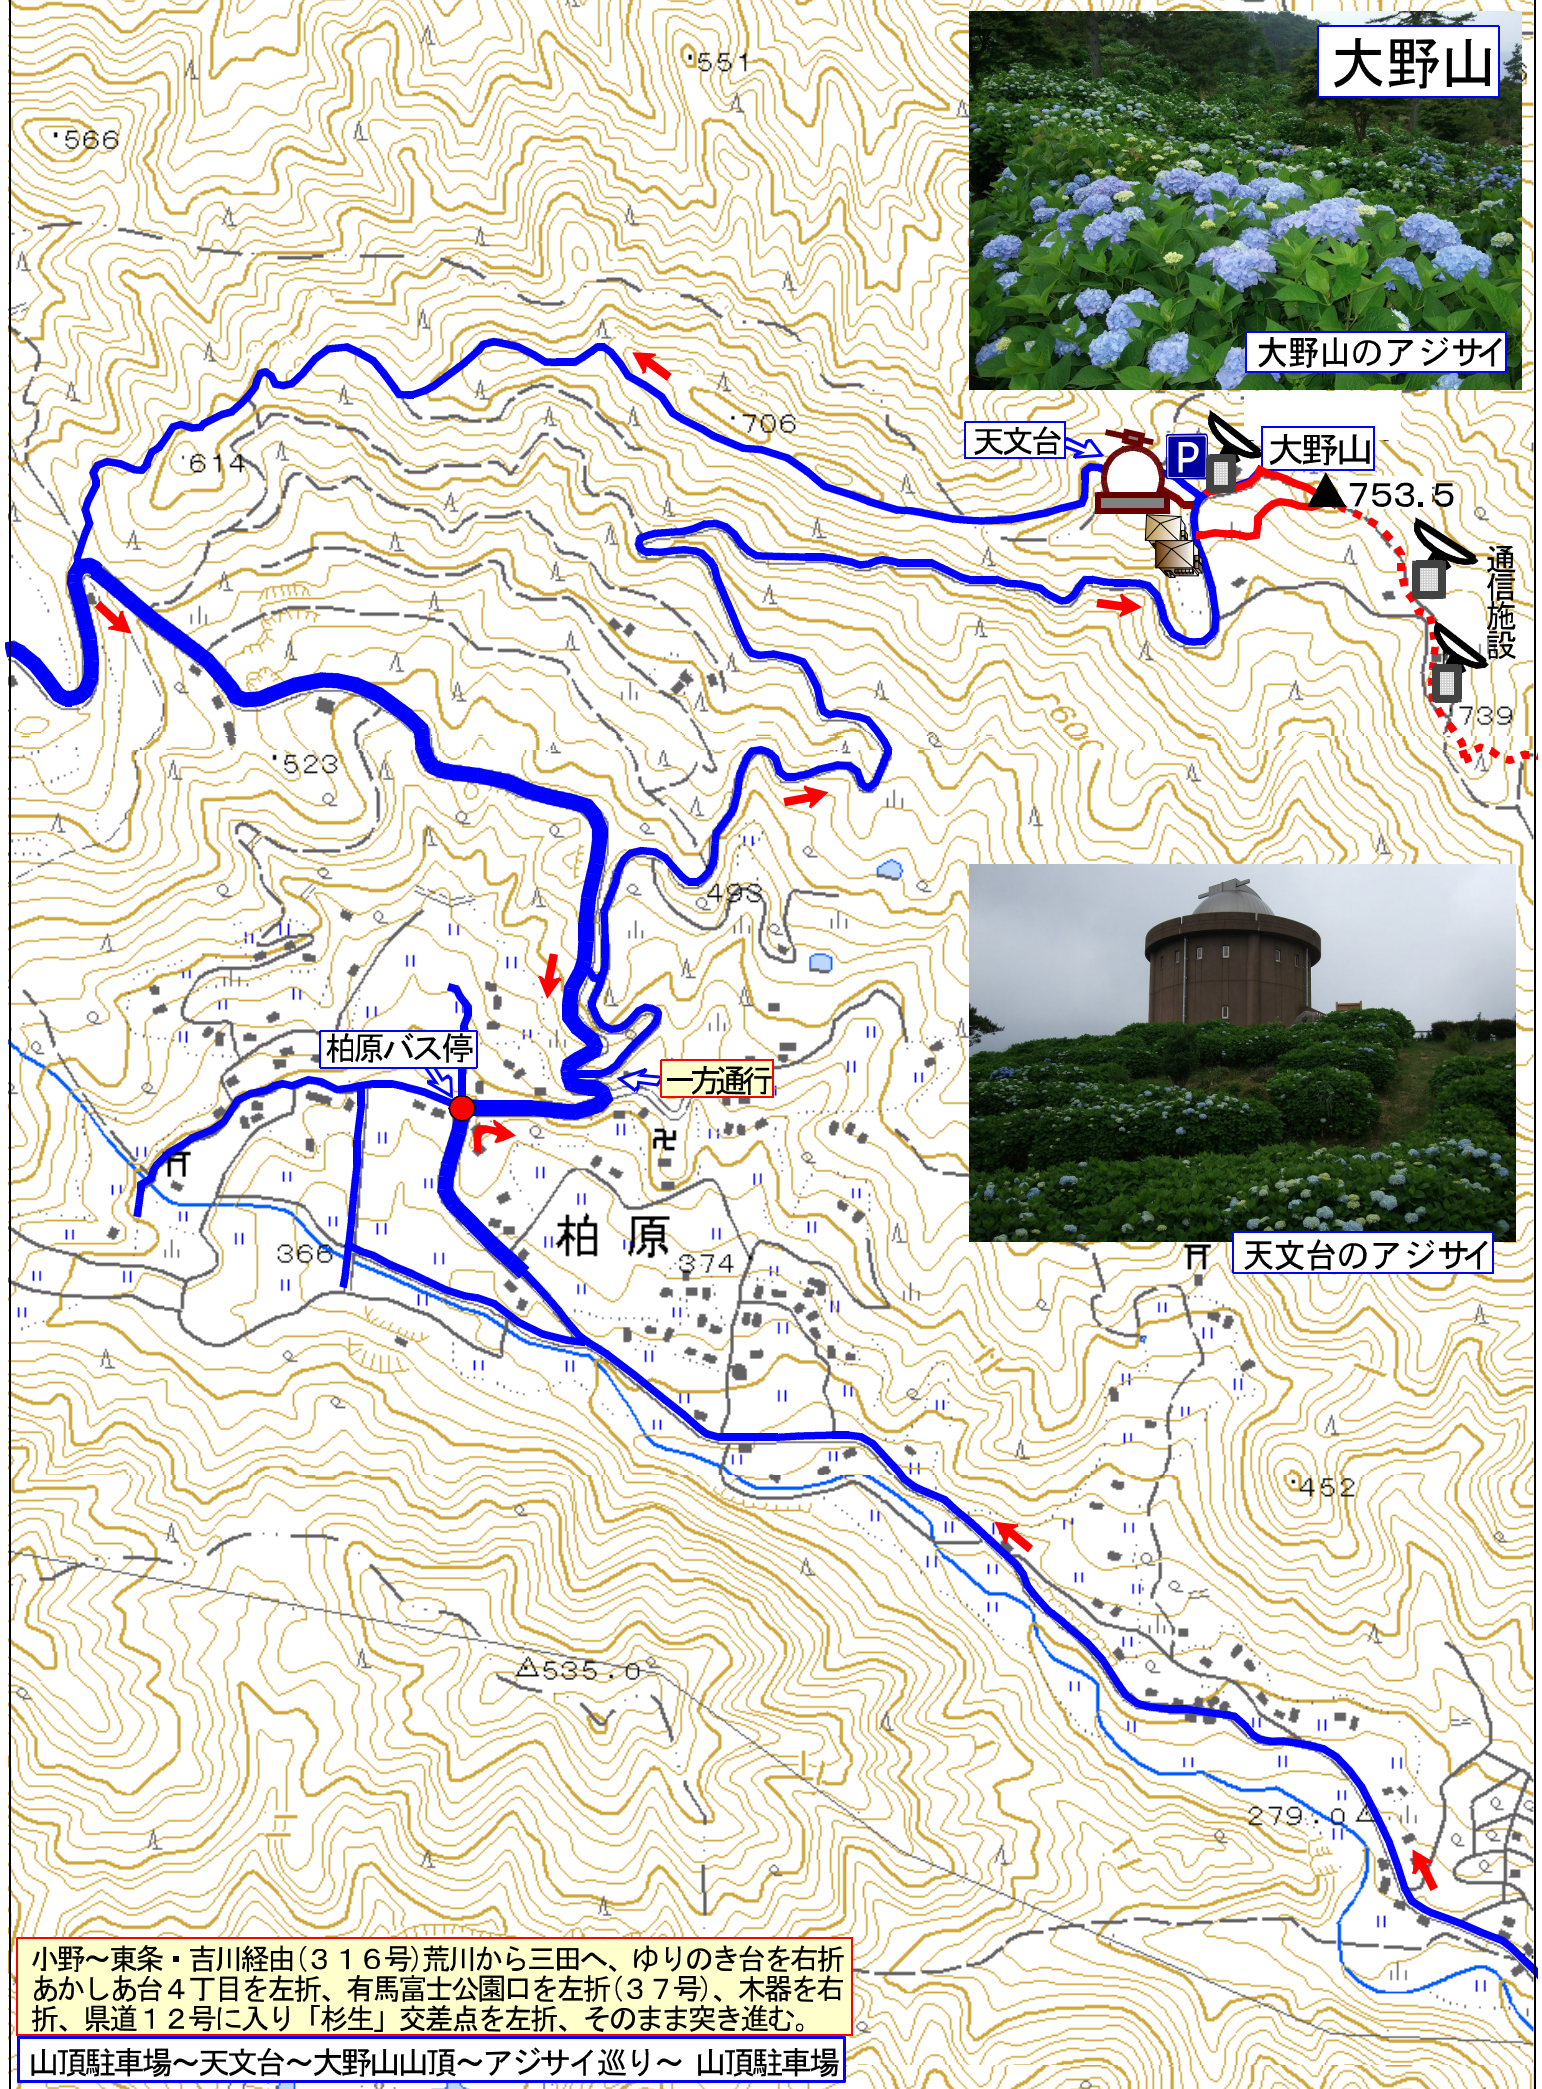 大野山
・551
・566
大野山のアジサイ
・706
・614
天文台
P
大野山
753.5
通信施設
600
739
・523
493
柏原バス停
一方通行
柏原
366
374
天文台のアジサイ
・452
535.0
279.0
小野～東条・吉川経由(３１６号)荒川から三田へ、ゆりのき台を右折
あかしあ台４丁目を左折、有馬富士公園口を左折(３７号)、木器を右
折、県道１２号に入り「杉生」交差点を左折、そのまま突き進む。
山頂駐車場～天文台～大野山山頂～アジサイ巡り～ 山頂駐車場